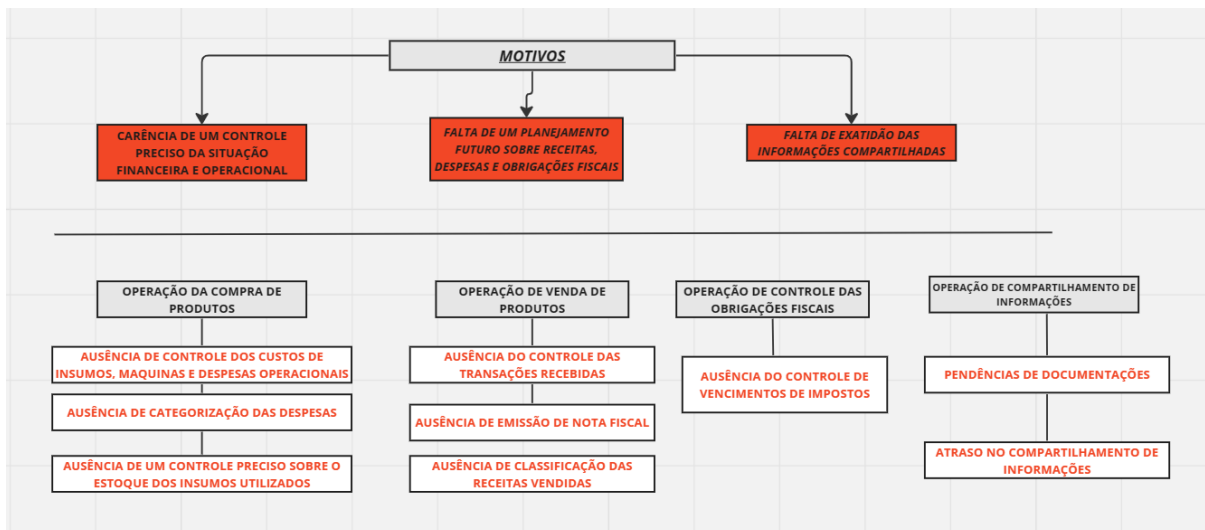 MOTIVOS
CARÊNCIA DE UM CONTROLE
PRECISO DA SITUAÇÃO
FINANCEIRA E OPERACIONAL
FALTA DE UM PLANEJAMENTO
FUTURO SOBRE RECEITAS,
DESPESAS E OBRIGAÇÕES FISCAIS
FALTA DE EXATIDÃO DAS
INFORMAÇÕES COMPARTILHADAS
OPERAÇÃO DA COMPRA DE
PRODUTOS
AUSÊNCIA DE CONTROLE DOS CUSTOS DE
INSUMOS, MAQUINAS E DESPESAS OPERACIONAIS
AUSÊNCIA DE CATEGORIZAÇÃO DAS DESPESAS
AUSÊNCIA DE UM CONTROLE PRECISO SOBRE O
ESTOQUE DOS INSUMOS UTILIZADOS
OPERAÇÃO DE VENDA DE
PRODUTOS
AUSÊNCIA DO CONTROLE DAS
TRANSAÇÕES RECEBIDAS
AUSÊNCIA DE EMISSÃO DE NOTA FISCAL
AUSÊNCIA DE CLASSIFICAÇÃO DAS
RECEITAS VENDIDAS
OPERAÇÃO DE CONTROLE DAS
OBRIGAÇÕES FISCAIS
AUSÊNCIA DO CONTROLE DE
VENCIMENTOS DE IMPOSTOS
OPERAÇÃO DE COMPARTILHAMENTO DE
INFORMAÇÕES
PENDÊNCIAS DE DOCUMENTAÇÕES
ATRASO NO COMPARTILHAMENTO DE
INFORMAÇÕES